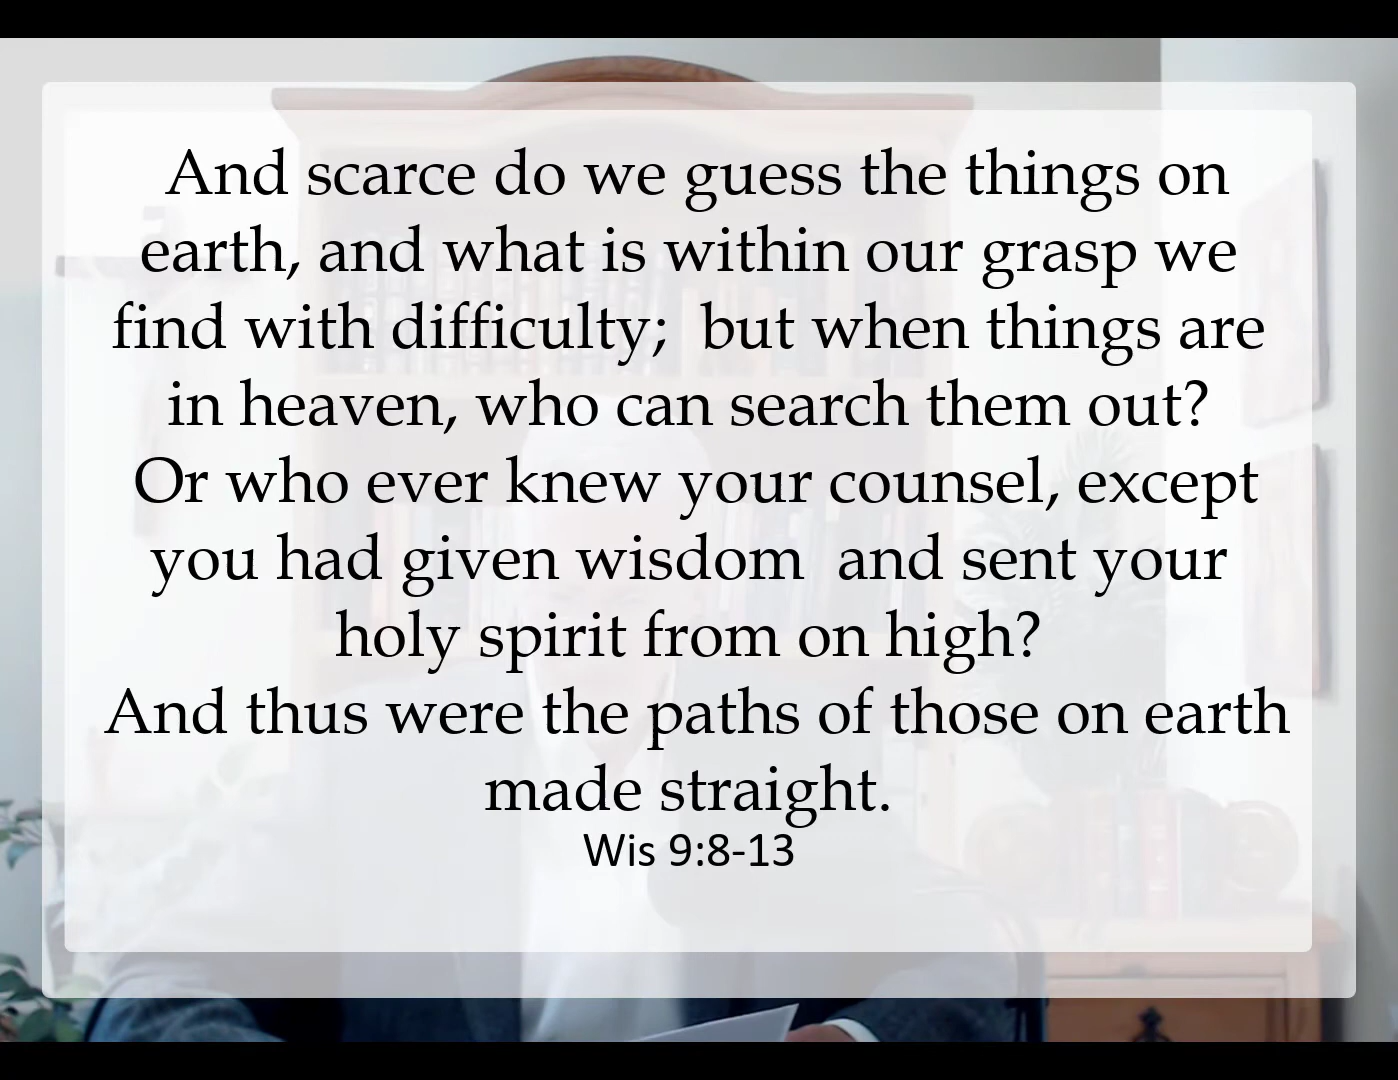 And scarce do we guess the things on
earth, and what is within our grasp we
find with difficulty;  but when things are
in heaven, who can search them out?
Or who ever knew your counsel, except
you had given wisdom  and sent your
holy spirit from on high?
And thus were the paths of those on earth
made straight.
Wis 9:8-13